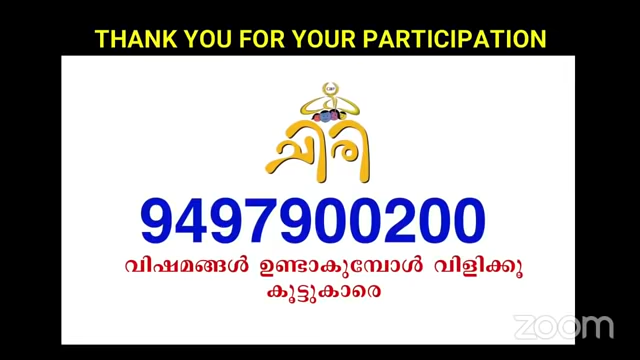 THANK YOU FOR YOUR PARTICIPATION
ചിരി
9497900200
വിഷമങ്ങൾ ഉണ്ടാകുമ്പോൾ വിളിക്കൂ
കൂട്ടുകാരെ
zoom